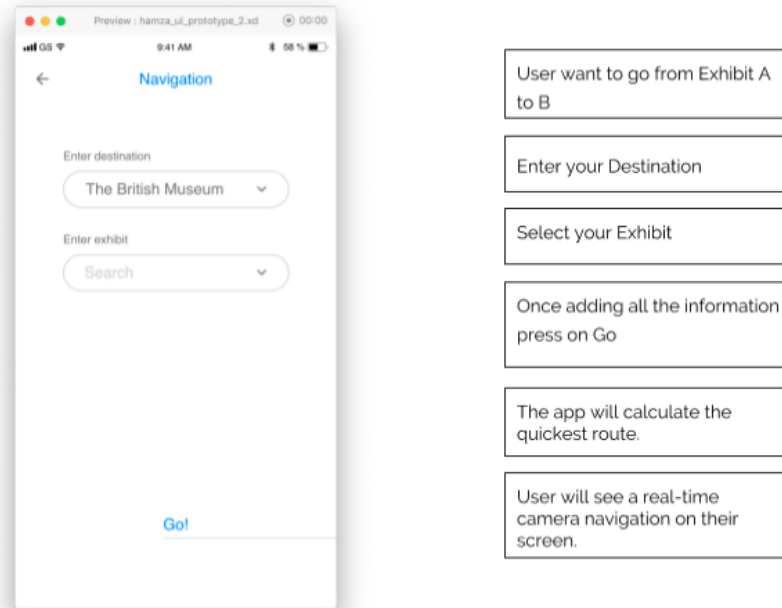 Preview : hamza_ui_prototype_2.xd
00:00
GS
9:41 AM
58 %
Navigation
Enter destination
The British Museum
Enter exhibit
Search
Go!
User want to go from Exhibit A
to B
Enter your Destination
Select your Exhibit
Once adding all the information
press on Go
The app will calculate the
quickest route.
User will see a real-time
camera navigation on their
screen.